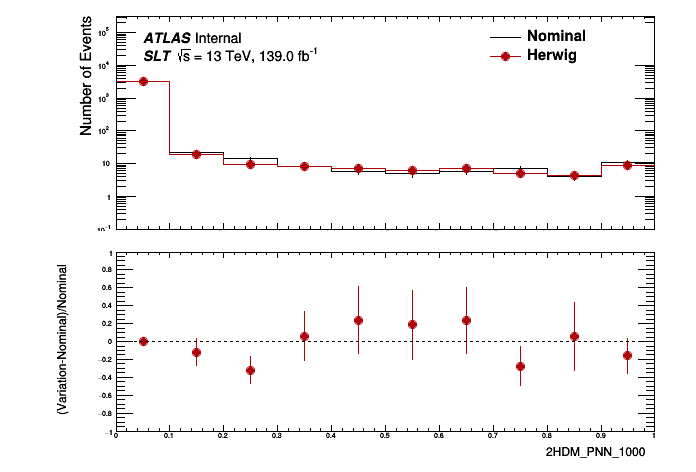 Number of Events
ATLAS Internal
SLT √s = 13 TeV, 139.0 fb⁻¹
Nominal
Herwig
10⁵
10⁴
10³
10²
10
1
10⁻¹
(Variation-Nominal)/Nominal
1
0.8
0.6
0.4
0.2
0
−0.2
−0.4
−0.6
−0.8
−1
0 0.1 0.2 0.3 0.4 0.5 0.6 0.7 0.8 0.9 1
2HDM_PNN_1000